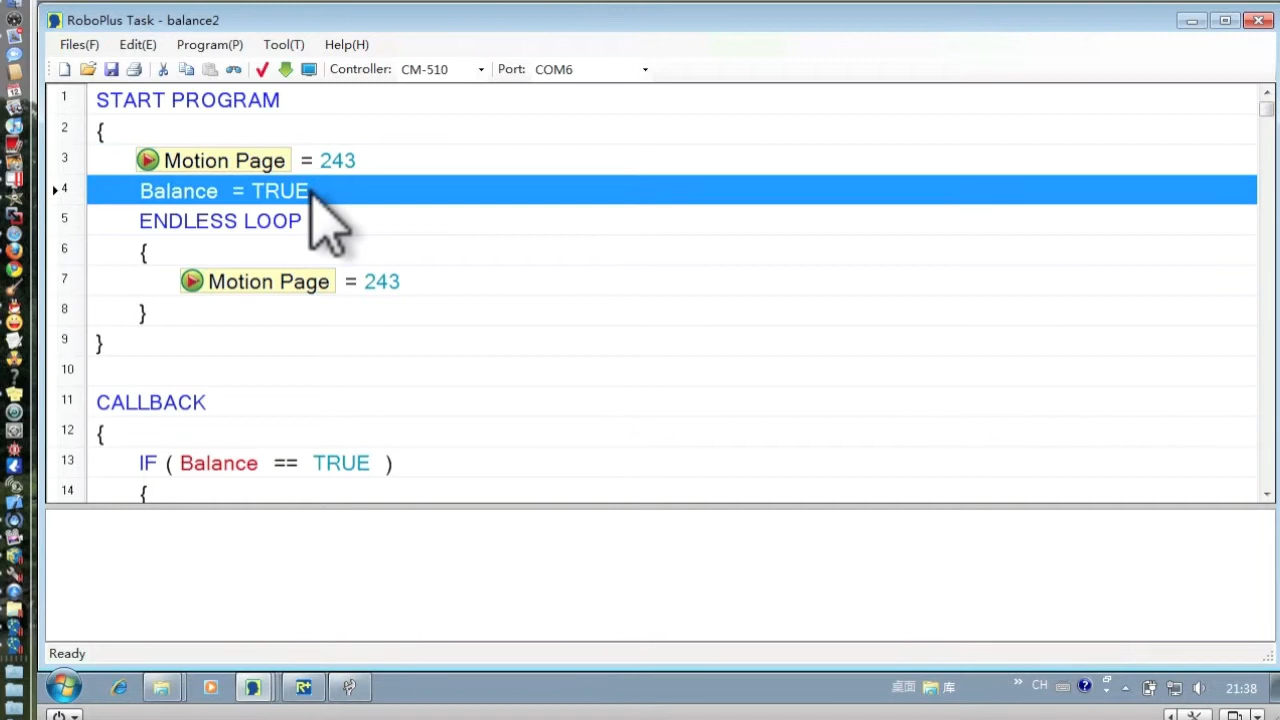 RoboPlus Task - balance2
Files(F) Edit(E) Program(P) Tool(T) Help(H)
Controller: CM-510 Port: COM6
1 START PROGRAM
2 {
3 Motion Page = 243
4 Balance = TRUE
5 ENDLESS LOOP
6 {
7 Motion Page = 243
8 }
9 }
10
11 CALLBACK
12 {
13 IF ( Balance == TRUE )
14 {
Ready
桌面 库 » CH 21:38